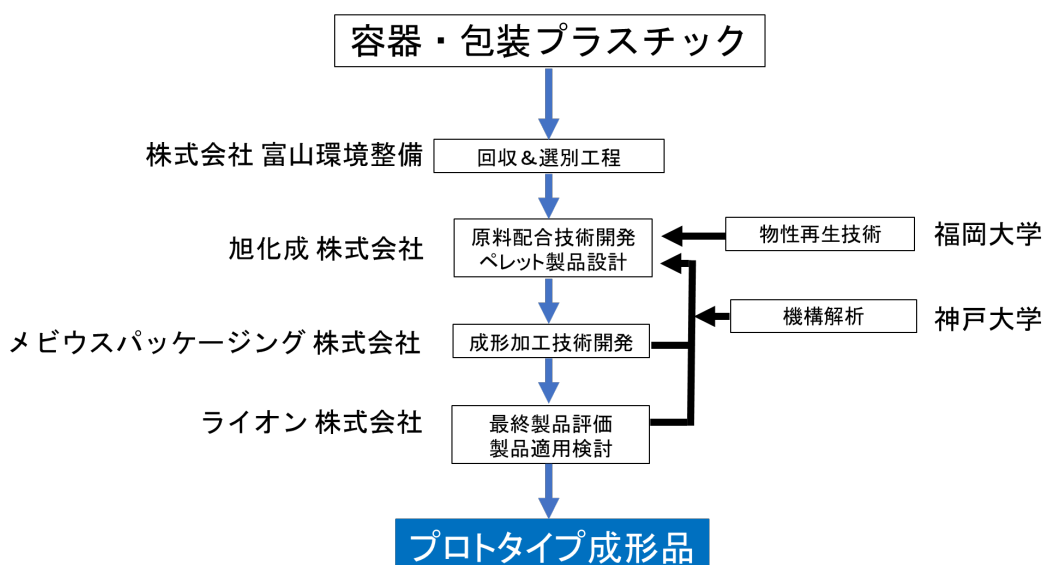 容器・包装プラスチック
株式会社 富山環境整備
回収＆選別工程
旭化成 株式会社
原料配合技術開発
ペレット製品設計
物性再生技術
福岡大学
機構解析
神戸大学
メビウスパッケージング 株式会社
成形加工技術開発
ライオン 株式会社
最終製品評価
製品適用検討
プロトタイプ成形品